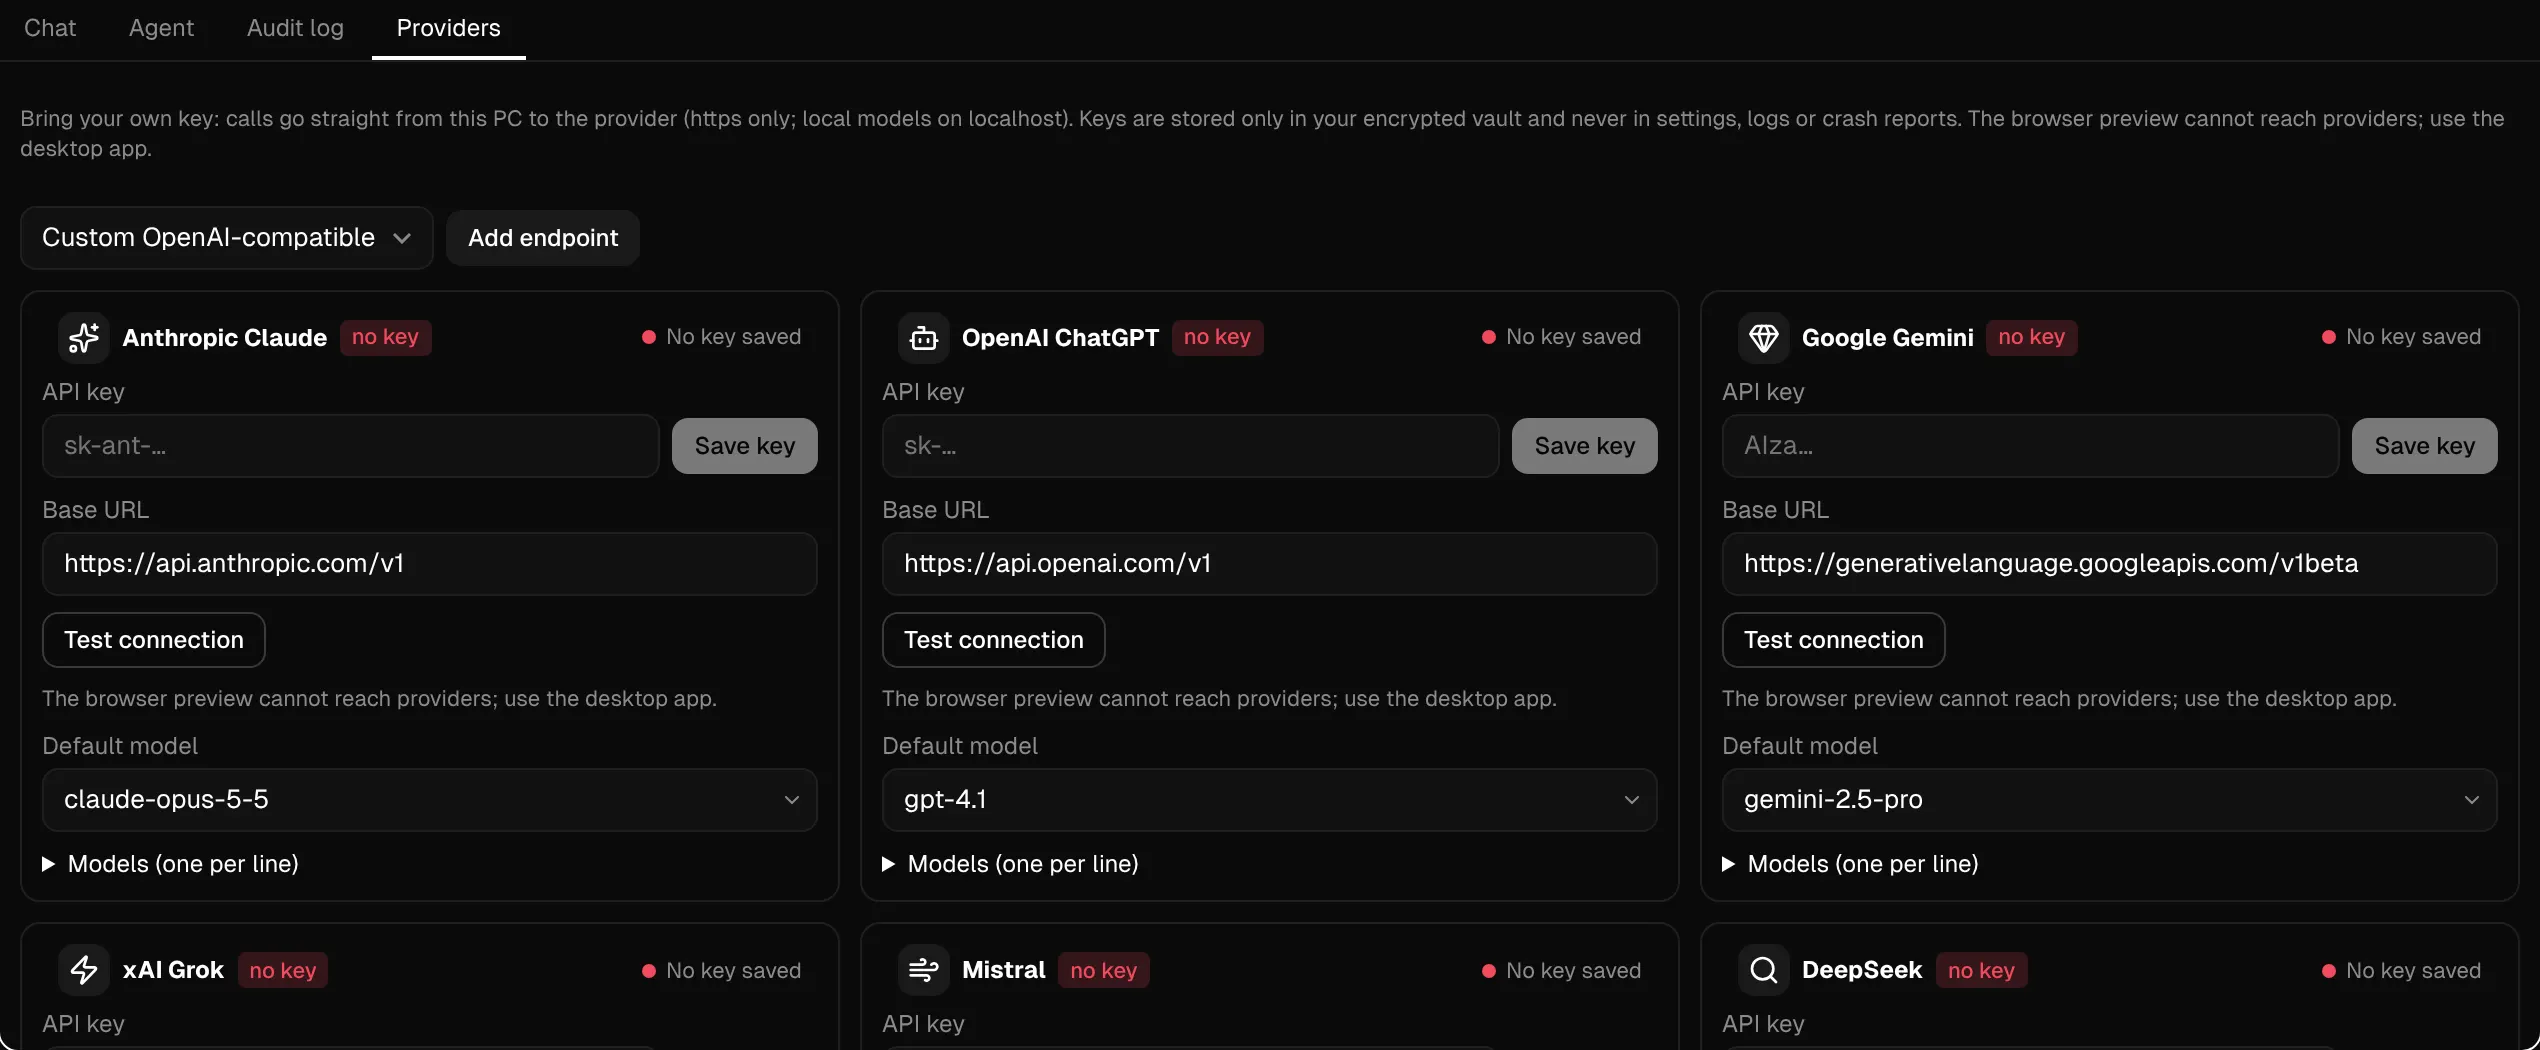 Chat Agent Audit log Providers
Bring your own key: calls go straight from this PC to the provider (https only; local models on localhost). Keys are stored only in your encrypted vault and never in settings, logs or crash reports. The browser preview cannot reach providers; use the
desktop app.
Custom OpenAI-compatible Add endpoint
Anthropic Claude no key No key saved
API key
sk-ant-… Save key
Base URL
https://api.anthropic.com/v1
Test connection
The browser preview cannot reach providers; use the desktop app.
Default model
claude-opus-5-5
Models (one per line)
OpenAI ChatGPT no key No key saved
API key
sk-… Save key
Base URL
https://api.openai.com/v1
Test connection
The browser preview cannot reach providers; use the desktop app.
Default model
gpt-4.1
Models (one per line)
Google Gemini no key No key saved
API key
AIza… Save key
Base URL
https://generativelanguage.googleapis.com/v1beta
Test connection
The browser preview cannot reach providers; use the desktop app.
Default model
gemini-2.5-pro
Models (one per line)
xAI Grok no key No key saved
API key
Mistral no key No key saved
API key
DeepSeek no key No key saved
API key